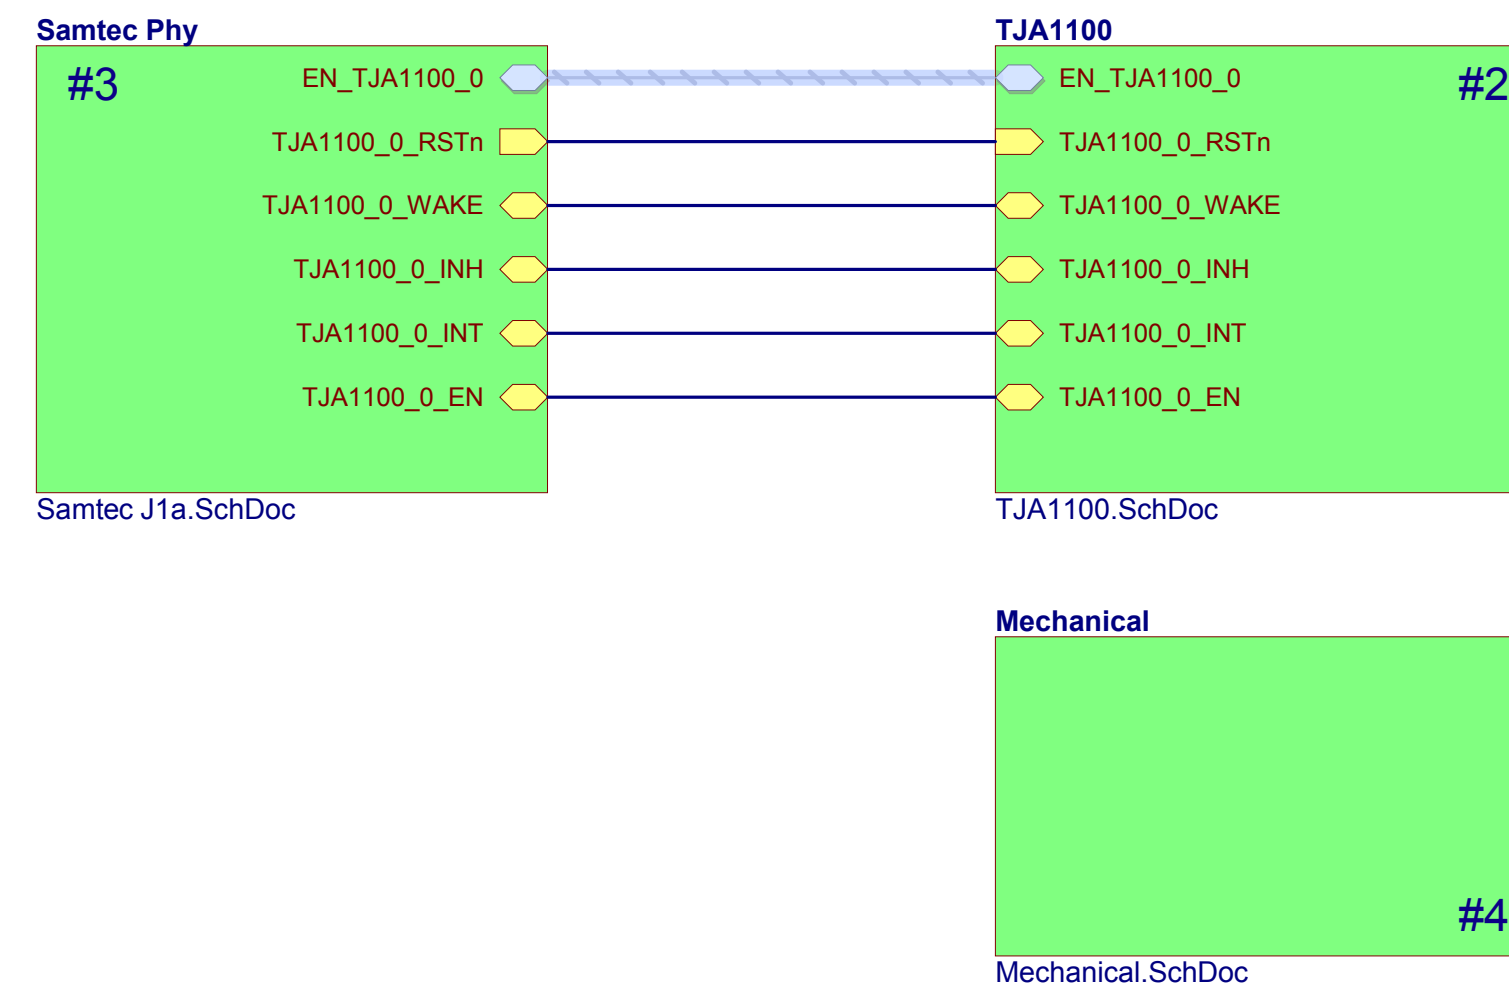 Samtec Phy
#3
EN_TJA1100_0
TJA1100_0_RSTn
TJA1100_0_WAKE
TJA1100_0_INH
TJA1100_0_INT
TJA1100_0_EN
Samtec J1a.SchDoc
TJA1100
#2
EN_TJA1100_0
TJA1100_0_RSTn
TJA1100_0_WAKE
TJA1100_0_INH
TJA1100_0_INT
TJA1100_0_EN
TJA1100.SchDoc
Mechanical
#4
Mechanical.SchDoc